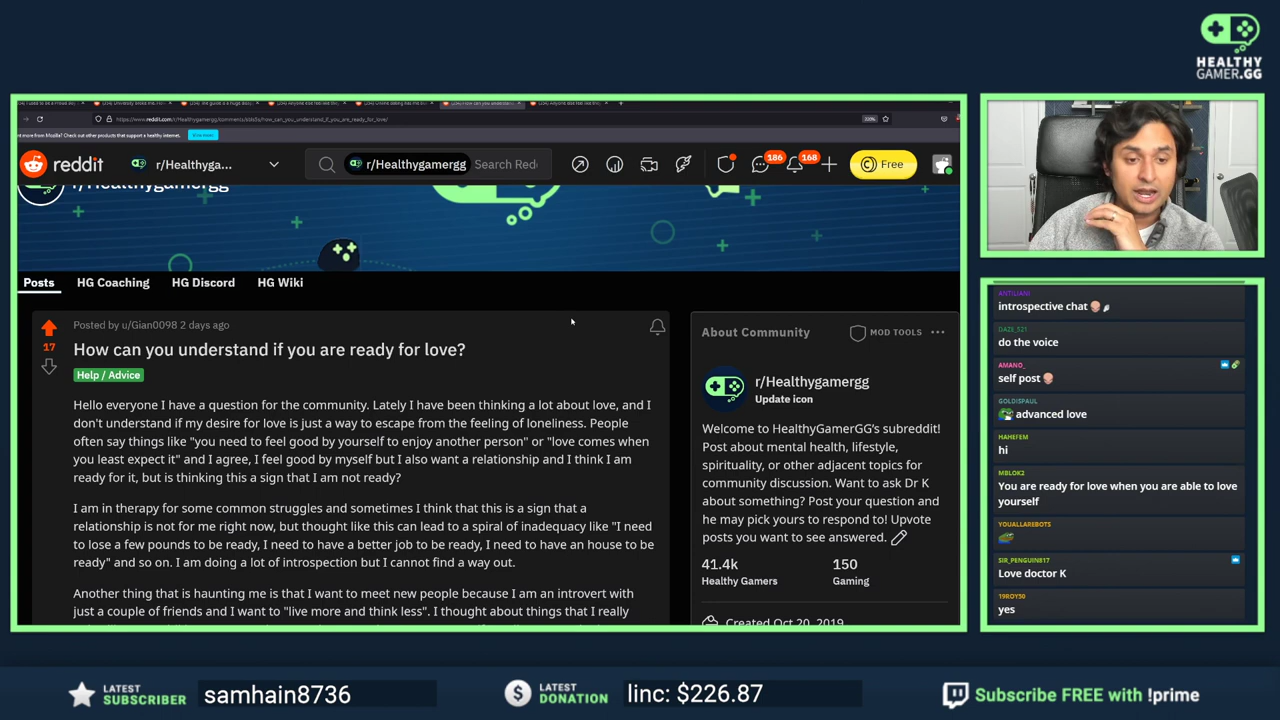 HEALTHY
GAMER.GG
University broke me.
r/Healthyga...
reddit
r/Healthygamergg
Search Red
186
168
Free
r/Healthygamergg
Posts
HG Coaching
HG Discord
HG Wiki
Posted by u/Gian0098 2 days ago
17
How can you understand if you are ready for love?
Help / Advice
Hello everyone I have a question for the community. Lately I have been thinking a lot about love, and I
don't understand if my desire for love is just a way to escape from the feeling of loneliness. People
often say things like "you need to feel good by yourself to enjoy another person" or "love comes when
you least expect it" and I agree, I feel good by myself but I also want a relationship and I think I am
ready for it, but is thinking this a sign that I am not ready?
I am in therapy for some common struggles and sometimes I think that this is a sign that a
relationship is not for me right now, but thought like this can lead to a spiral of inadequacy like "I need
to lose a few pounds to be ready, I need to have a better job to be ready, I need to have an house to be
ready" and so on. I am doing a lot of introspection but I cannot find a way out.
Another thing that is haunting me is that I want to meet new people because I am an introvert with
just a couple of friends and I want to "live more and think less". I thought about things that I really
About Community
MOD TOOLS
r/Healthygamergg
Update icon
Welcome to HealthyGamerGG's subreddit!
Post about mental health, lifestyle,
spirituality, or other adjacent topics for
community discussion. Want to ask Dr K
about something? Post your question and
he may pick yours to respond to! Upvote
posts you want to see answered.
41.4k
150
Healthy Gamers
Gaming
Created Oct 20, 2019
ANTILIANI
introspective chat
DAZE_521
do the voice
AMANO_
self post
GOLDISPAUL
advanced love
HAHEFEM
hi
MBLOK2
You are ready for love when you are able to love
yourself
YOUALLAREBOTS
SIR_PENGUIN817
Love doctor K
19ROY50
yes
LATEST
SUBSCRIBER
samhain8736
LATEST
DONATION
linc: $226.87
Subscribe FREE with !prime